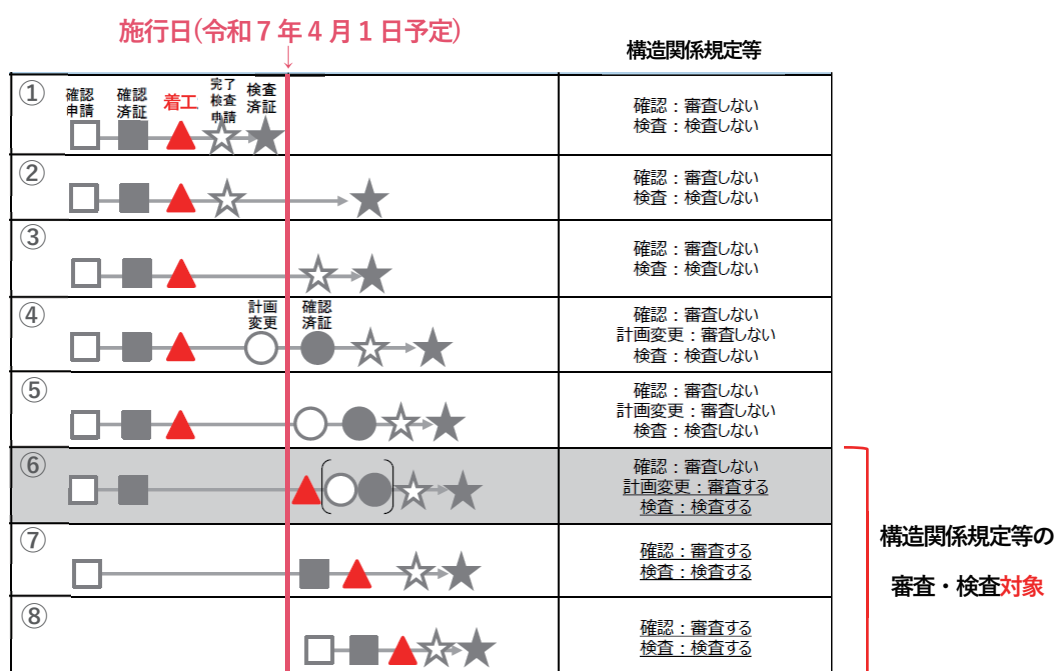 施行日(令和７年４月１日予定)
↓
構造関係規定等
①
確認
申請
確認
済証
着工
完了
検査
申請
検査
済証
確認：審査しない
検査：検査しない
②
確認：審査しない
検査：検査しない
③
確認：審査しない
検査：検査しない
④
計画
変更
確認
済証
確認：審査しない
計画変更：審査しない
検査：検査しない
⑤
確認：審査しない
計画変更：審査しない
検査：検査しない
⑥
確認：審査しない
計画変更：審査する
検査：検査する
⑦
確認：審査する
検査：検査する
⑧
確認：審査する
検査：検査する
構造関係規定等の
審査・検査対象